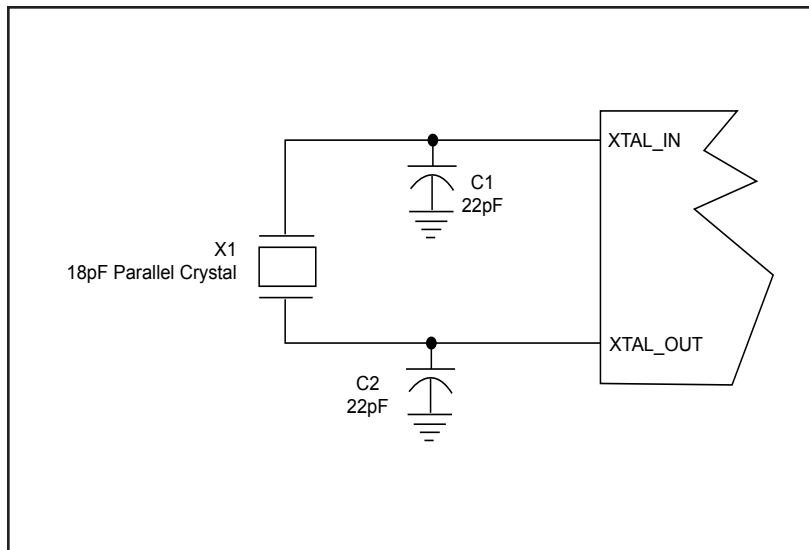 XTAL_IN
C1
22pF
X1
18pF Parallel Crystal
XTAL_OUT
C2
22pF